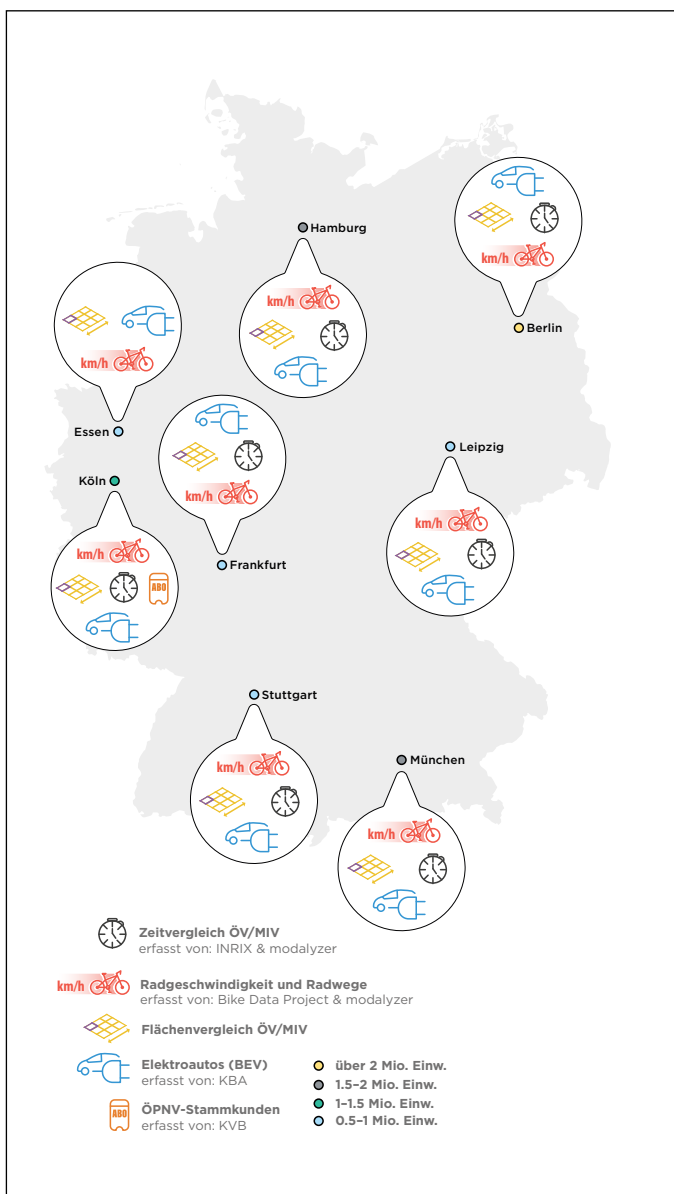 Hamburg
km/h
Berlin
km/h
km/h
Essen
km/h
Leipzig
Köln
km/h
km/h
ABO
Frankfurt
Stuttgart
km/h
München
km/h
Zeitvergleich ÖV/MIV
erfasst von: INRIX & modalyzer
km/h
Radgeschwindigkeit und Radwege
erfasst von: Bike Data Project & modalyzer
Flächenvergleich ÖV/MIV
Elektroautos (BEV)
erfasst von: KBA
ABO
ÖPNV-Stammkunden
erfasst von: KVB
über 2 Mio. Einw.
1.5–2 Mio. Einw.
1–1.5 Mio. Einw.
0.5–1 Mio. Einw.